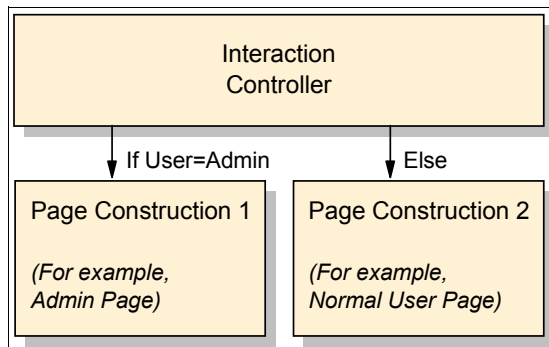 Interaction
Controller
If User=Admin
Else
Page Construction 1
(For example,
Admin Page)
Page Construction 2
(For example,
Normal User Page)